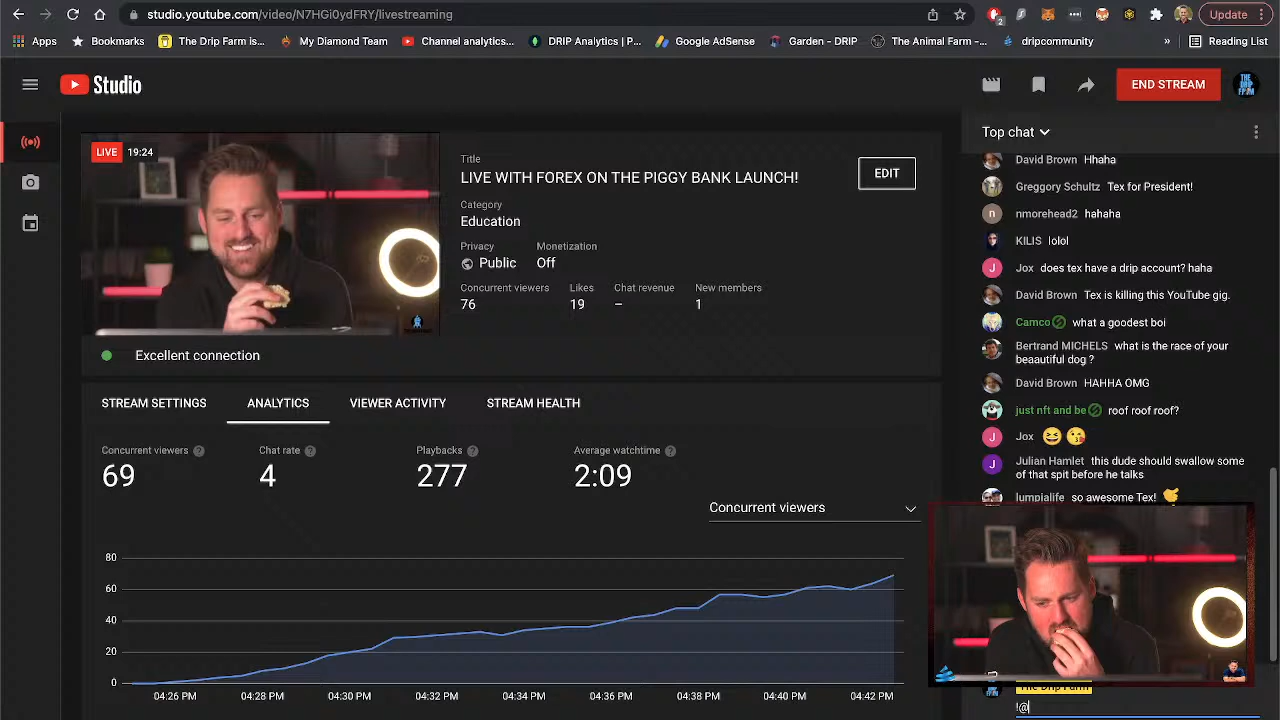 studio.youtube.com/video/N7HGi0ydFRY/livestreaming
2
Update
Apps
Bookmarks
The Drip Farm is...
My Diamond Team
Channel analytics...
DRIP Analytics | P...
Google AdSense
Garden - DRIP
The Animal Farm -...
dripcommunity
»
Reading List
Studio
END STREAM
THE DRIP FARM
LIVE 19:24
Title
LIVE WITH FOREX ON THE PIGGY BANK LAUNCH!
EDIT
Category
Education
Privacy
Public
Monetization
Off
Concurrent viewers
76
Likes
19
Chat revenue
–
New members
1
Excellent connection
STREAM SETTINGS
ANALYTICS
VIEWER ACTIVITY
STREAM HEALTH
Concurrent viewers ?
69
Chat rate ?
4
Playbacks ?
277
Average watchtime ?
2:09
Concurrent viewers
80
60
40
20
0
04:26 PM
04:28 PM
04:30 PM
04:32 PM
04:34 PM
04:36 PM
04:38 PM
04:40 PM
04:42 PM
Top chat
David Brown Hhaha
Greggory Schultz Tex for President!
n nmorehead2 hahaha
KILIS lolol
J Jox does tex have a drip account? haha
David Brown Tex is killing this YouTube gig.
Camco what a goodest boi
Bertrand MICHELS what is the race of your
beaautiful dog ?
David Brown HAHHA OMG
just nft and be roof roof roof?
J Jox 😆 😘
J Julian Hamlet this dude should swallow some
of that spit before he talks
lumpialife so awesome Tex!
The Drip Farm
!@